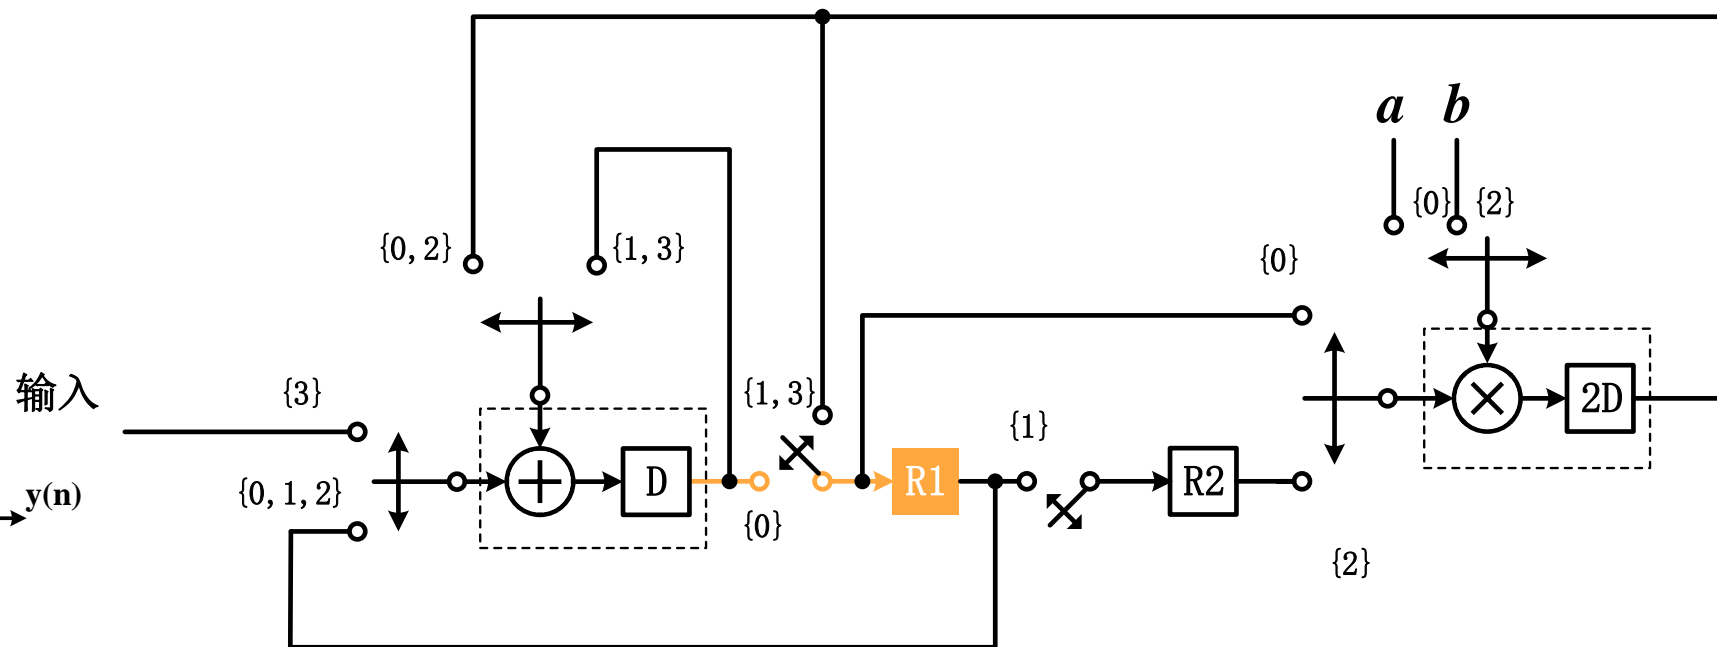 a b
{0} {2}
{0,2} {1,3} {0}
输入 {3} {1,3} {1} 2D
{0,1,2} D R1 R2
y(n) {0}
{2}